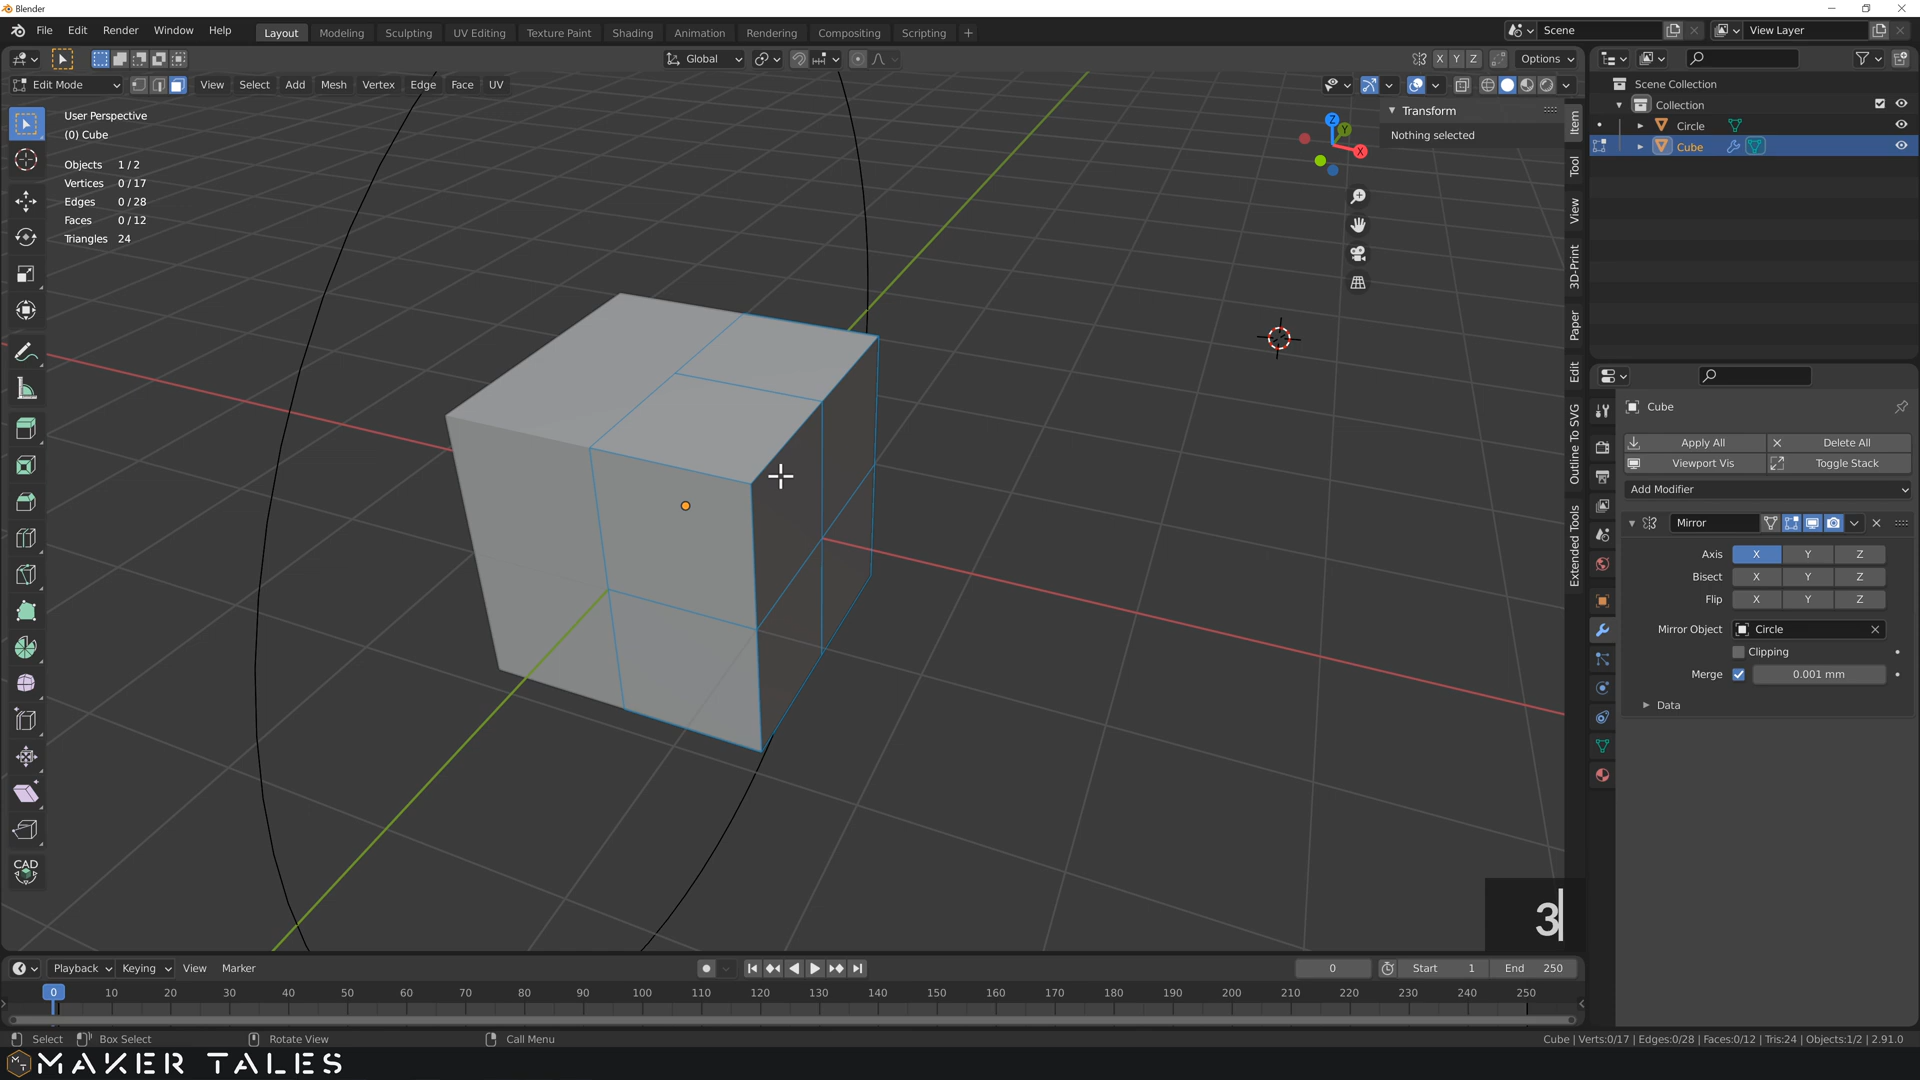 Blender
File Edit Render Window Help
Layout Modeling Sculpting UV Editing Texture Paint Shading Animation Rendering Compositing Scripting +
Scene
View Layer
Global
X Y Z
Options
Edit Mode
View Select Add Mesh Vertex Edge Face UV
User Perspective
(0) Cube
Objects 1/2
Vertices 0/17
Edges 0/28
Faces 0/12
Triangles 24
CAD
Z
Y
X
Transform
Nothing selected
Item
Tool
View
3D-Print
Paper
Edit
Outline To SVG
Extended Tools
Scene Collection
Collection
Circle
Cube
Cube
Apply All
Delete All
Viewport Vis
Toggle Stack
Add Modifier
Mirror
Axis X Y Z
Bisect X Y Z
Flip X Y Z
Mirror Object Circle
Clipping
Merge 0.001 mm
Data
3
Playback Keying View Marker
0
Start 1
End 250
0 10 20 30 40 50 60 70 80 90 100 110 120 130 140 150 160 170 180 190 200 210 220 230 240 250
Select Box Select Rotate View Call Menu
Cube | Verts:0/17 | Edges:0/28 | Faces:0/12 | Tris:24 | Objects:1/2 | 2.91.0
MAKER TALES